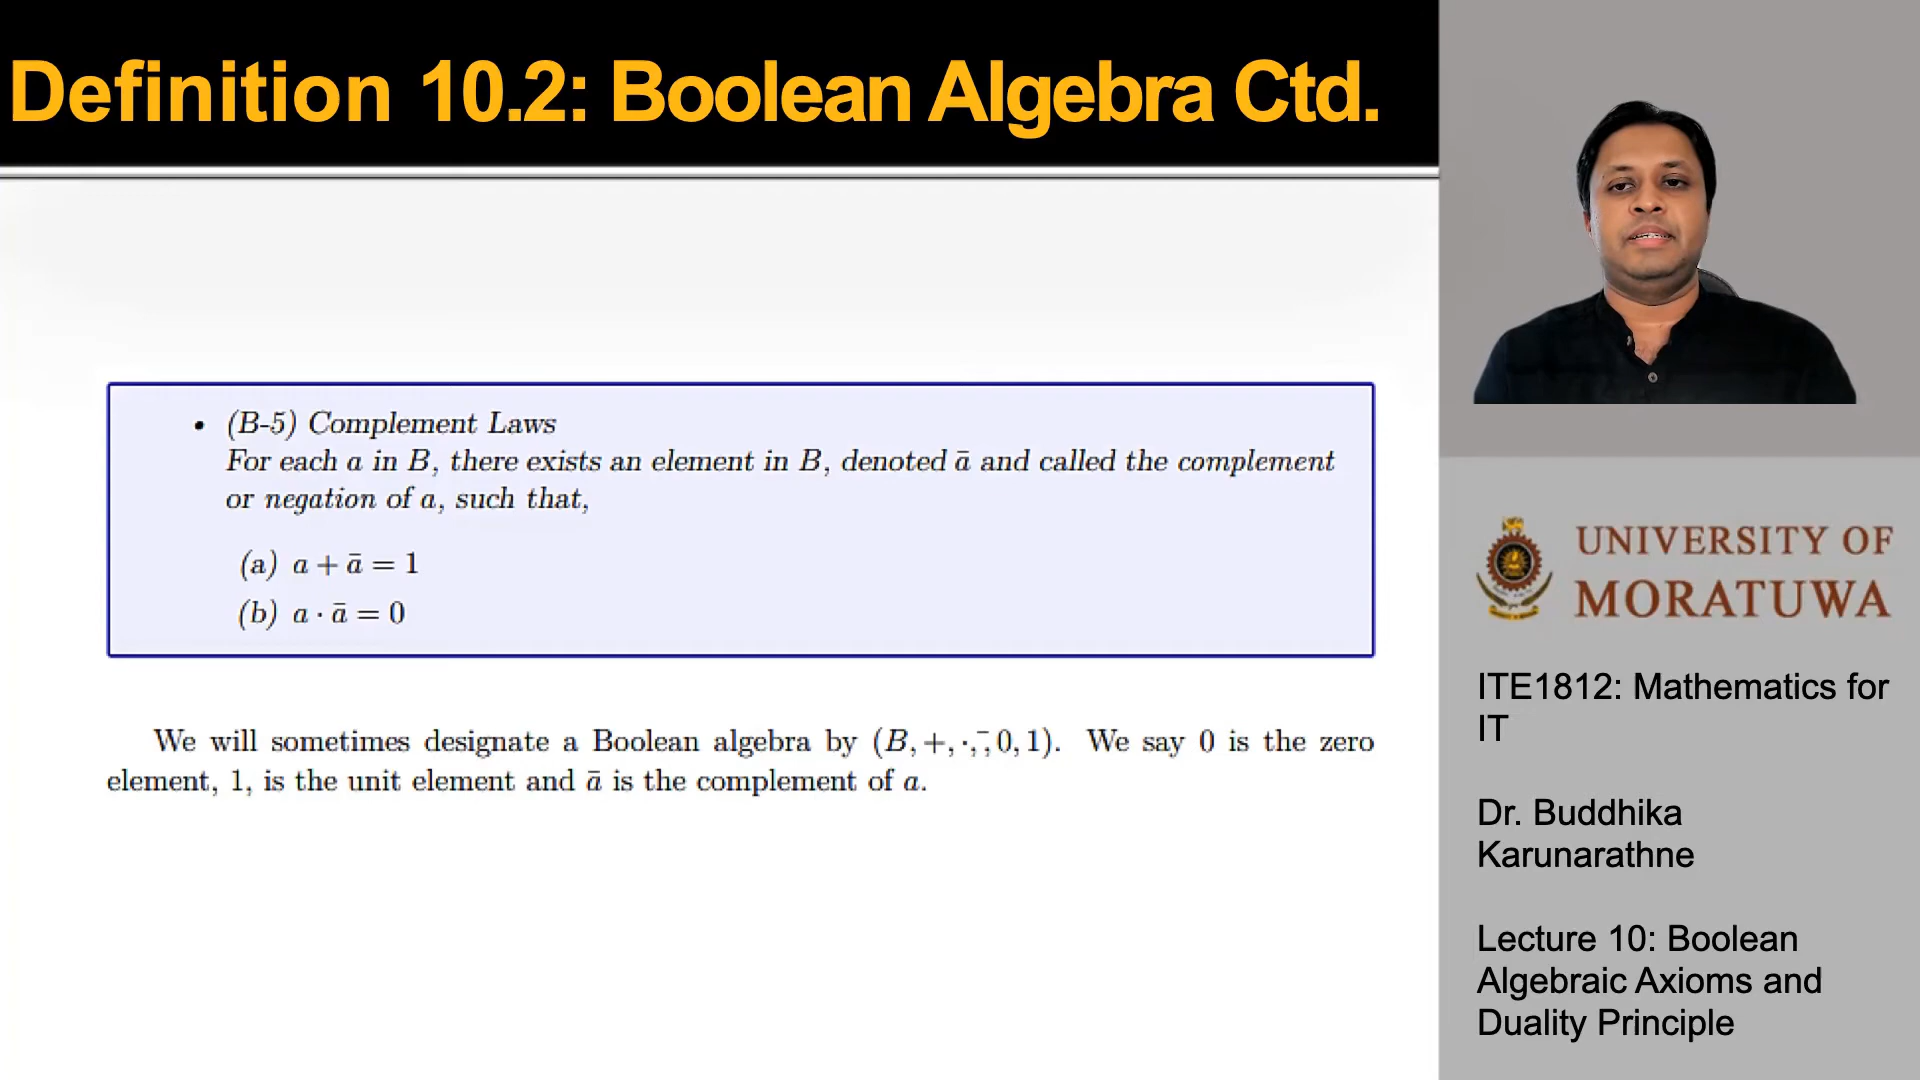 Definition 10.2: Boolean Algebra Ctd.
• (B-5) Complement Laws
For each a in B, there exists an element in B, denoted ā and called the complement
or negation of a, such that,
(a) a + ā = 1
(b) a · ā = 0
We will sometimes designate a Boolean algebra by (B, +, ·, ¯, 0, 1). We say 0 is the zero
element, 1, is the unit element and ā is the complement of a.
UNIVERSITY OF
MORATUWA
ITE1812: Mathematics for
IT
Dr. Buddhika
Karunarathne
Lecture 10: Boolean
Algebraic Axioms and
Duality Principle